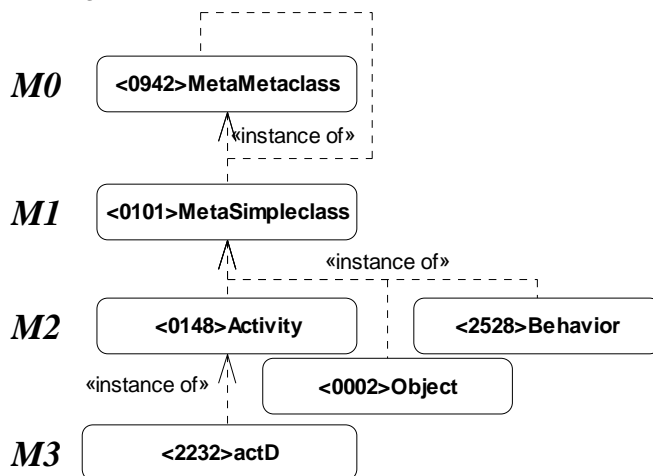 M0
<0942>MetaMetaclass
«instance of»
M1
<0101>MetaSimpleclass
«instance of»
M2
<0148>Activity
<2528>Behavior
«instance of»
<0002>Object
M3
<2232>actD